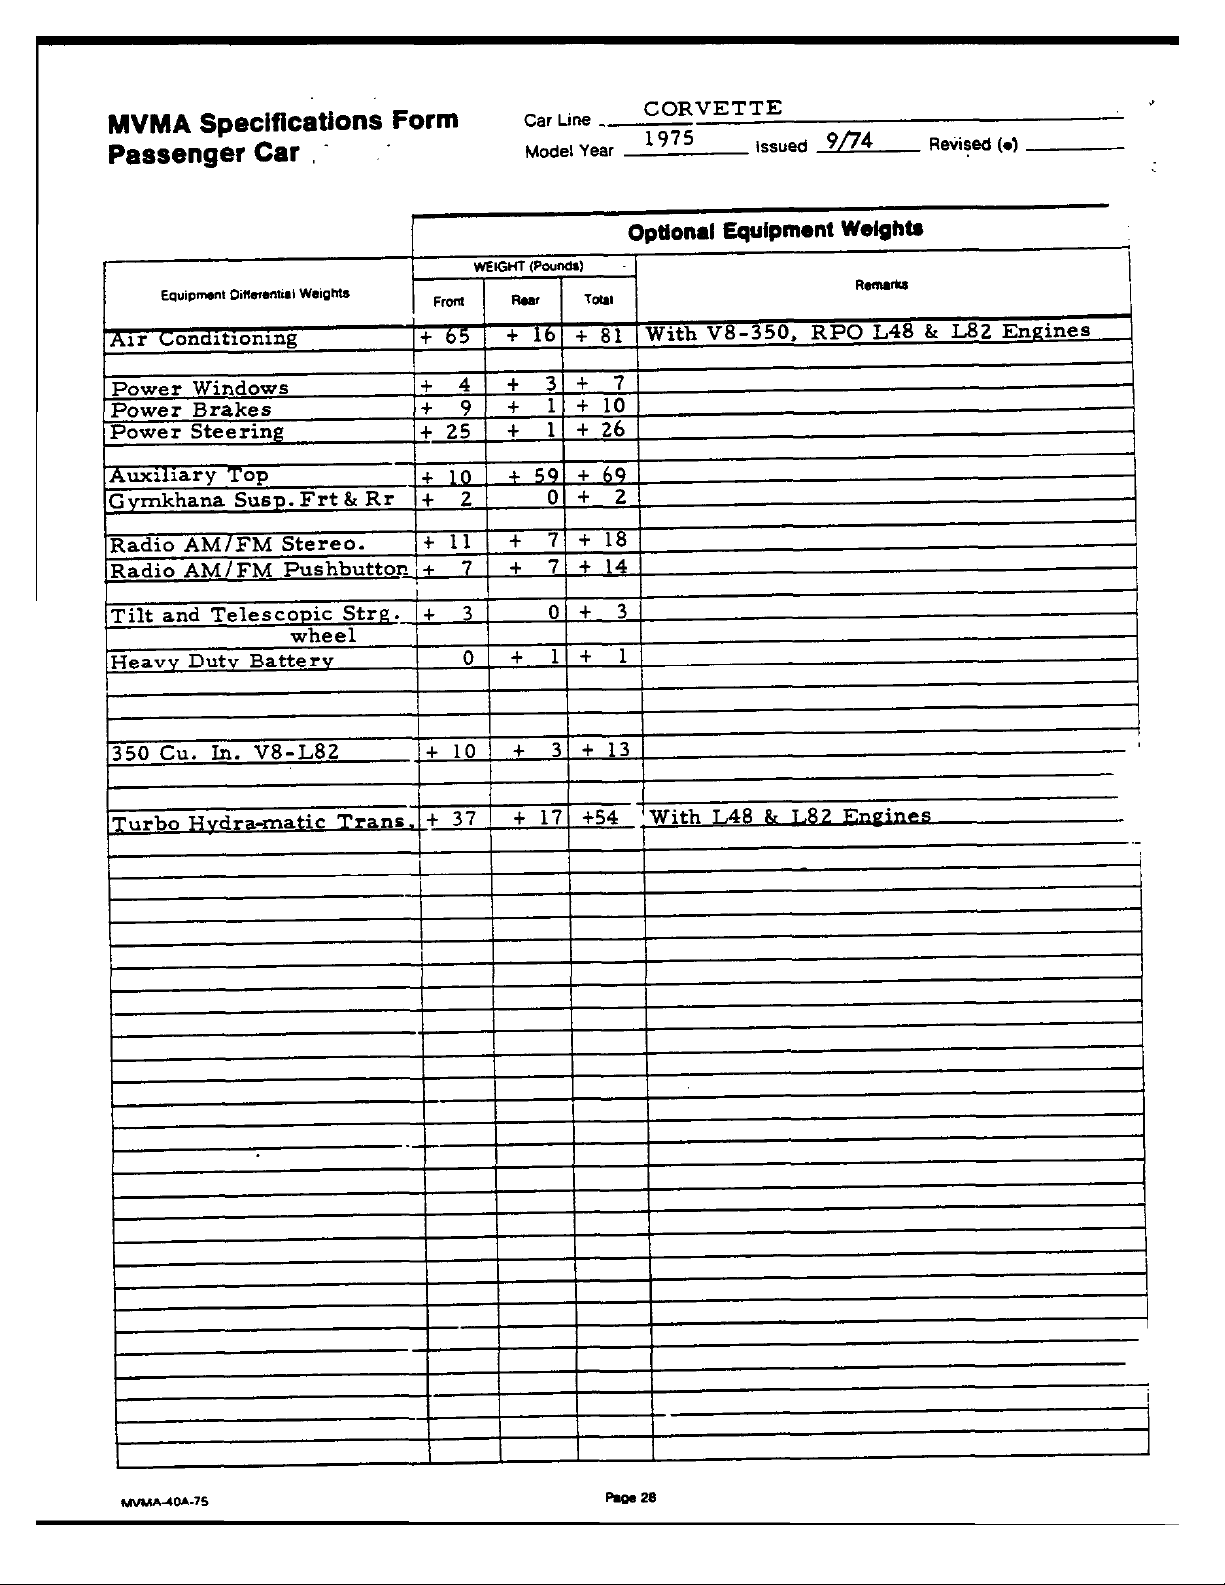 MVMA Specifications Form
Passenger Car
Car Line CORVETTE
Model Year 1975 Issued 9/74 Revised (•)
Optional Equipment Weights
Equipment Differential Weights
WEIGHT (Pounds)
Front Rear Total
Remarks
Air Conditioning + 65 + 16 + 81 With V8-350, RPO L48 & L82 Engines
Power Windows + 4 + 3 + 7
Power Brakes + 9 + 1 + 10
Power Steering + 25 + 1 + 26
Auxiliary Top + 10 + 59 + 69
Gymkhana Susp. Frt & Rr + 2 0 + 2
Radio AM/FM Stereo. + 11 + 7 + 18
Radio AM/FM Pushbutton + 7 + 7 + 14
Tilt and Telescopic Strg. + 3 0 + 3
wheel
Heavy Duty Battery 0 + 1 + 1
350 Cu. In. V8-L82 + 10 + 3 + 13
Turbo Hydra-matic Trans. + 37 + 17 +54 With L48 & L82 Engines
MVMA-40A-75
Page 28